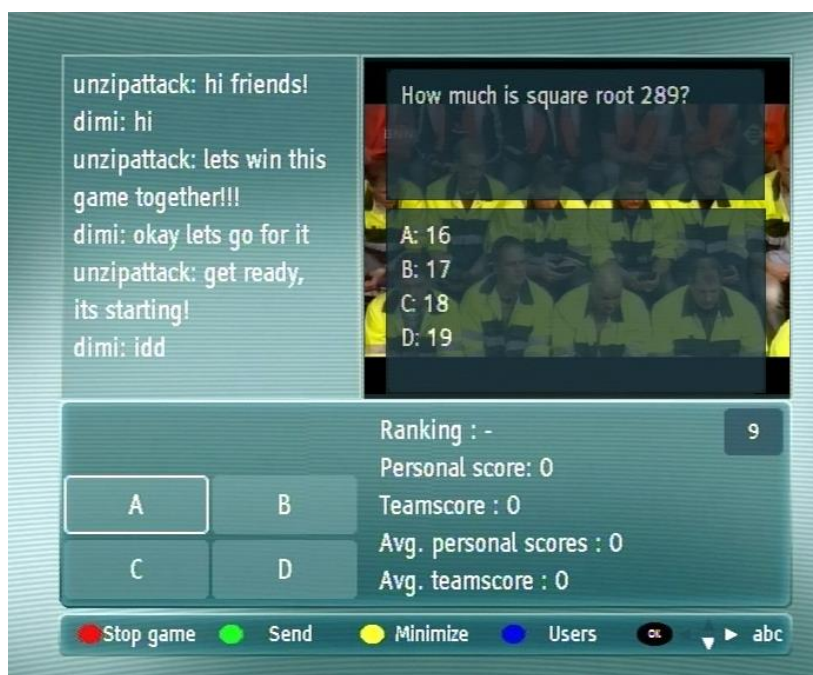 unzipattack: hi friends!
dimi: hi
unzipattack: lets win this
game together!!!
dimi: okay lets go for it
unzipattack: get ready,
its starting!
dimi: idd
How much is square root 289?
BNN
A: 16
B: 17
C: 18
D: 19
A
B
C
D
Ranking : -
9
Personal score: 0
Teamscore : 0
Avg. personal scores : 0
Avg. teamscore : 0
Stop game
Send
Minimize
Users
OK
abc